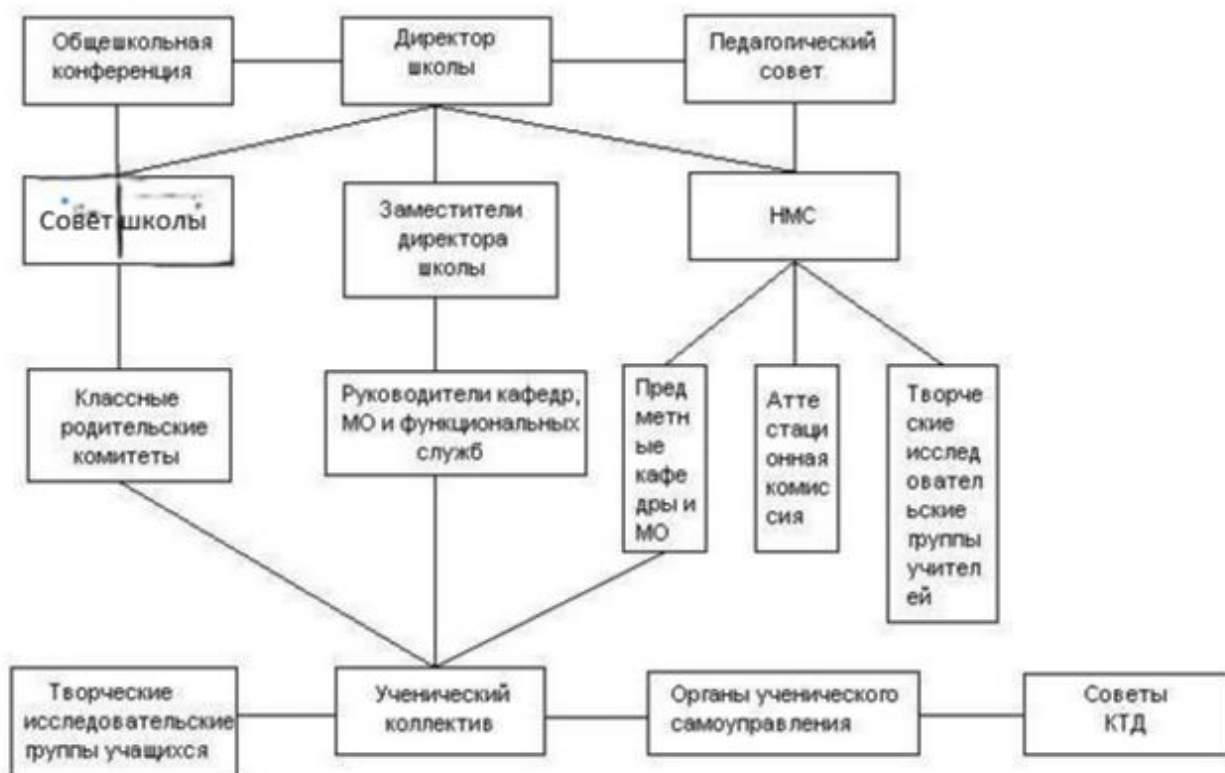 Общешкольная
конференция
Директор
школы
Педагогический
совет
Совет школы
Заместители
директора
школы
НМС
Классные
родительские
комитеты
Руководители кафедр,
МО и функциональных
служб
Пред
метн
ые
кафе
дры и
МО
Атте
стаци
онная
комис
сия
Творче
ские
исслед
овател
ьские
группы
учител
ей
Творческие
исследовательские
группы учащихся
Ученический
коллектив
Органы ученического
самоуправления
Советы
КТД